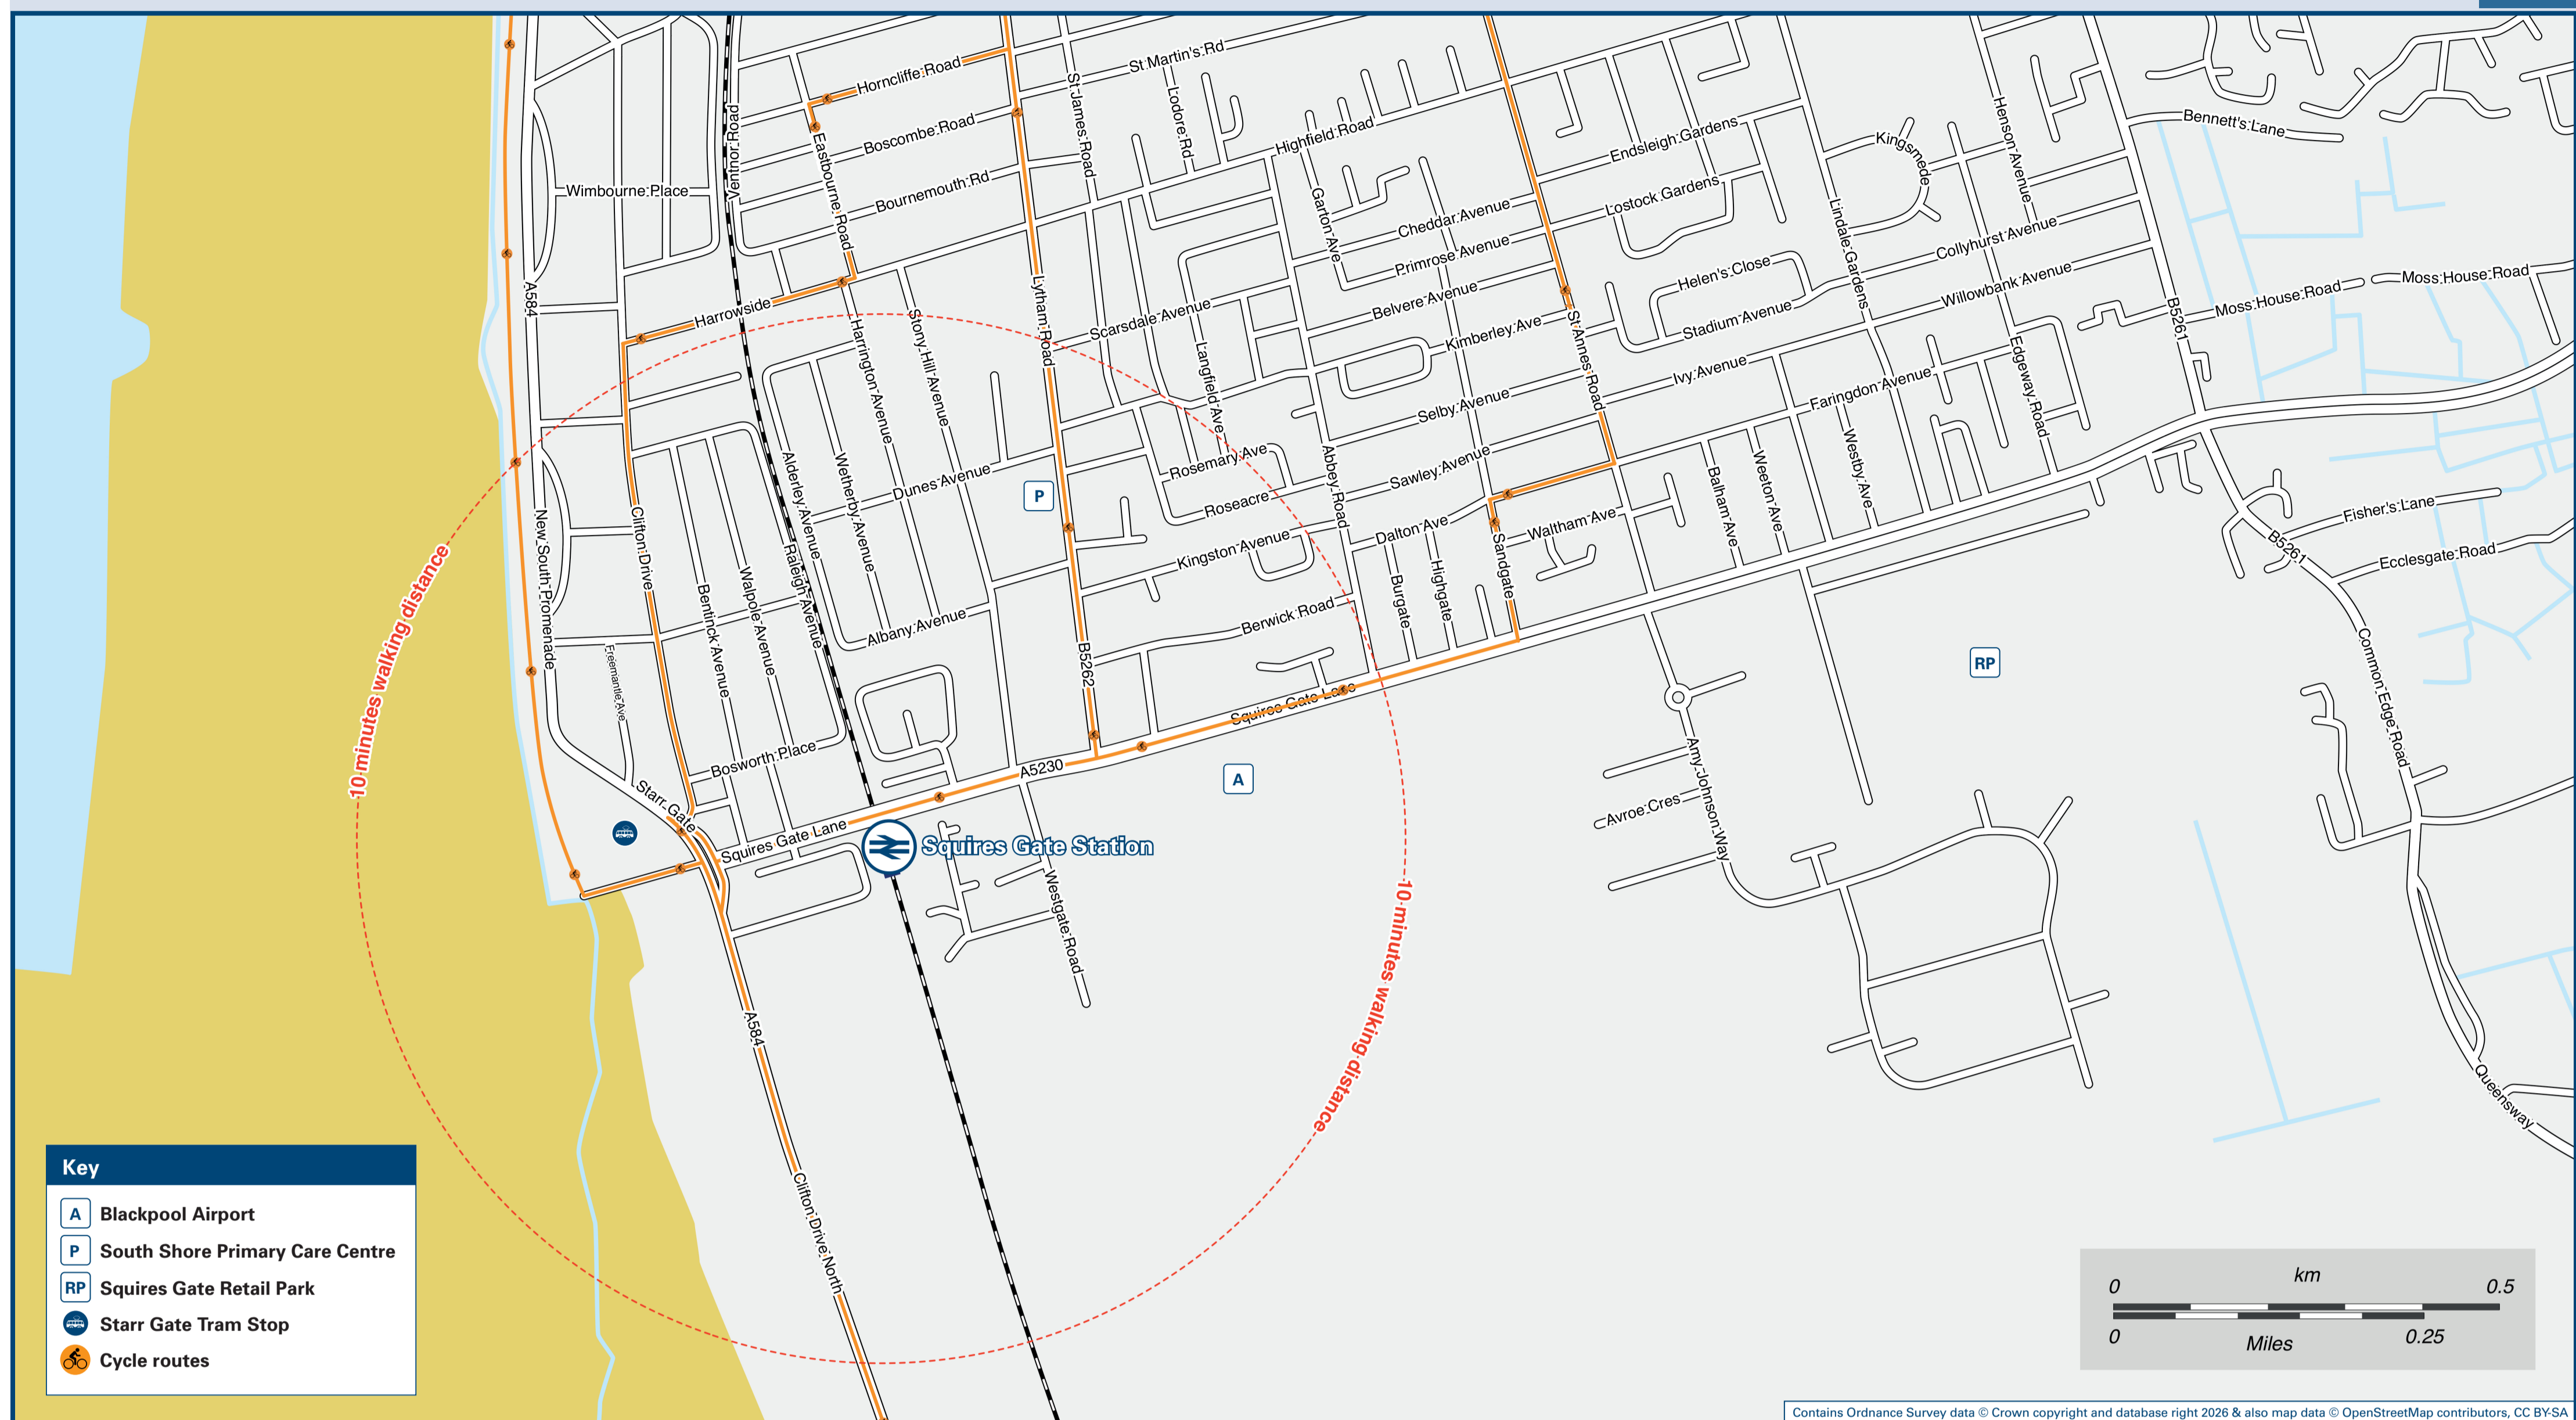 Horncliffe Road
St Martin's Rd
St James Road
Lodore Rd
Ventnor Road
Boscombe Road
Eastbourne Road
Bournemouth Rd
Highfield Road
Endsleigh Gardens
Kingsmede
Henson Avenue
Bennett's Lane
Wimbourne Place
Garton Ave
Cheddar Avenue
Lostock Gardens
Lindale Gardens
Collyhurst Avenue
Primrose Avenue
Helen's Close
Willowbank Avenue
Moss House Road
Moss House Road
A584
Harrowside
Lytham Road
Scarsdale Avenue
Belvere Avenue
Kimberley Ave
St Annes Road
Stadium Avenue
B5261
Harrington Avenue
Stony Hill Avenue
Langfield Ave
Selby Avenue
Ivy Avenue
Faringdon Avenue
Edgeway Road
Alderley Avenue
Wetherby Avenue
Dunes Avenue
Rosemary Ave
Abbey Road
Sawley Avenue
Balham Ave
Weeton Ave
Westby Ave
P
Roseacre
Kingston Avenue
Dalton Ave
Waltham Ave
Fisher's Lane
B5261
Ecclesgate Road
New South Promenade
Clifton Drive
Raleigh Avenue
Walpole Avenue
Bentinck Avenue
Albany Avenue
Berwick Road
Burgate
Highgate
Sandgate
Freemantle Ave
B5262
RP
Common Edge Road
10 minutes walking distance
Squires Gate Lane
Bosworth Place
A5230
A
Amy Johnson Way
Avroe Cres
Starr Gate
Squires Gate Lane
Squires Gate Station
Westgate Road
10 minutes walking distance
A584
Clifton Drive North
Queensway
Key
A Blackpool Airport
P South Shore Primary Care Centre
RP Squires Gate Retail Park
Starr Gate Tram Stop
Cycle routes
km
0 0.5
0 0.25
Miles
Contains Ordnance Survey data © Crown copyright and database right 2026 & also map data © OpenStreetMap contributors, CC BY-SA